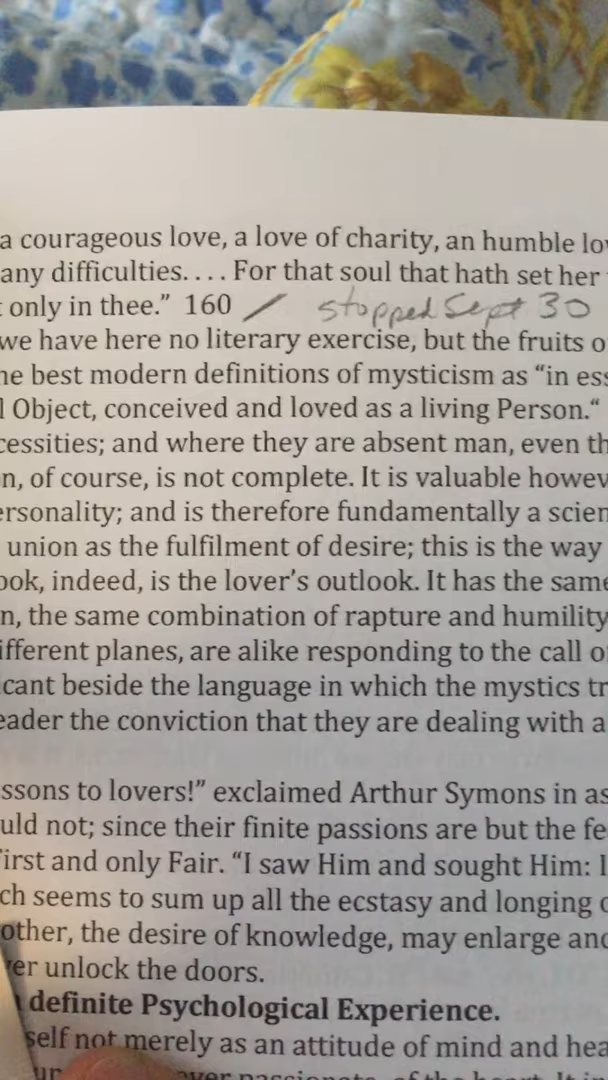 a courageous love, a love of charity, an humble lo
any difficulties.... For that soul that hath set her
only in thee.” 160 / stopped Sept 30
we have here no literary exercise, but the fruits o
he best modern definitions of mysticism as “in ess
l Object, conceived and loved as a living Person.“
cessities; and where they are absent man, even th
n, of course, is not complete. It is valuable howev
ersonality; and is therefore fundamentally a scien
union as the fulfilment of desire; this is the way
ook, indeed, is the lover’s outlook. It has the same
n, the same combination of rapture and humility
ifferent planes, are alike responding to the call o
icant beside the language in which the mystics tr
eader the conviction that they are dealing with a
ssons to lovers!” exclaimed Arthur Symons in as
uld not; since their finite passions are but the fe
first and only Fair. “I saw Him and sought Him: I
ch seems to sum up all the ecstasy and longing o
other, the desire of knowledge, may enlarge and
er unlock the doors.
definite Psychological Experience.
self not merely as an attitude of mind and hea